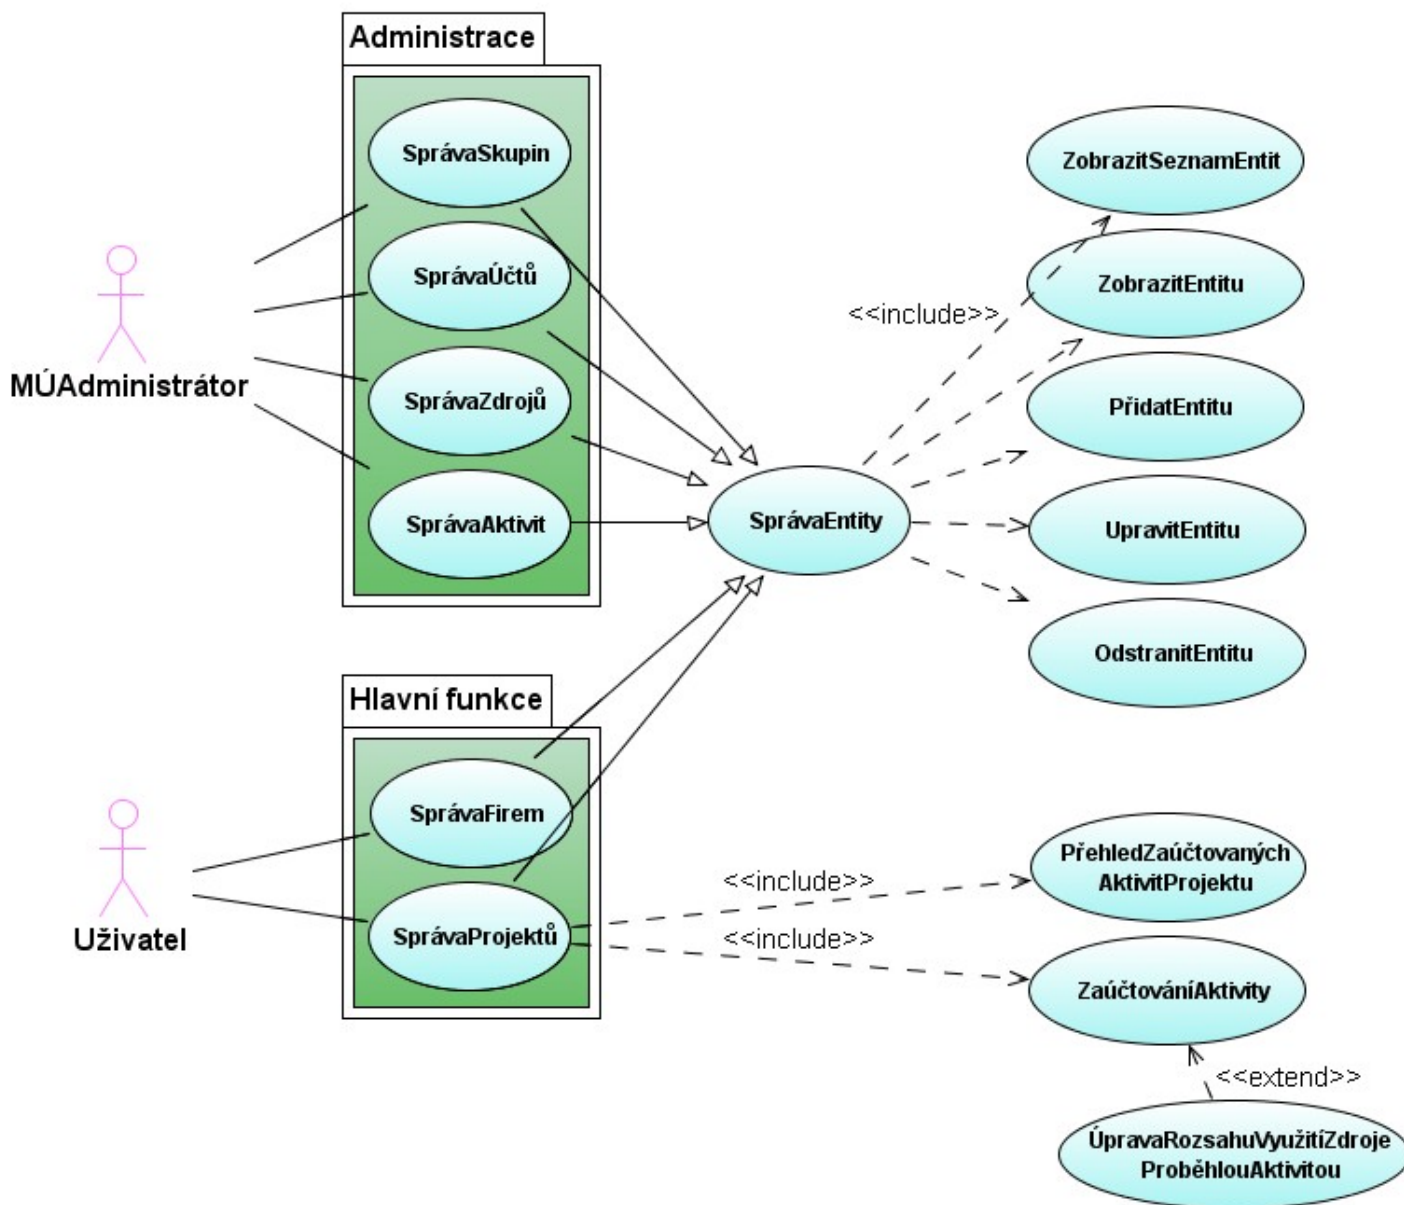 Administrace
SprávaSkupin
SprávaÚčtů
SprávaZdrojů
SprávaAktivit
MÚAdministrátor
SprávaEntity
<<include>>
ZobrazitSeznamEntit
ZobrazitEntitu
PřidatEntitu
UpravitEntitu
OdstranitEntitu
Hlavní funkce
SprávaFirem
SprávaProjektů
Uživatel
<<include>>
<<include>>
PřehledZaúčtovaných
AktivitProjektu
ZaúčtováníAktivity
<<extend>>
ÚpravaRozsahuVyužitíZdroje
ProběhlouAktivitou